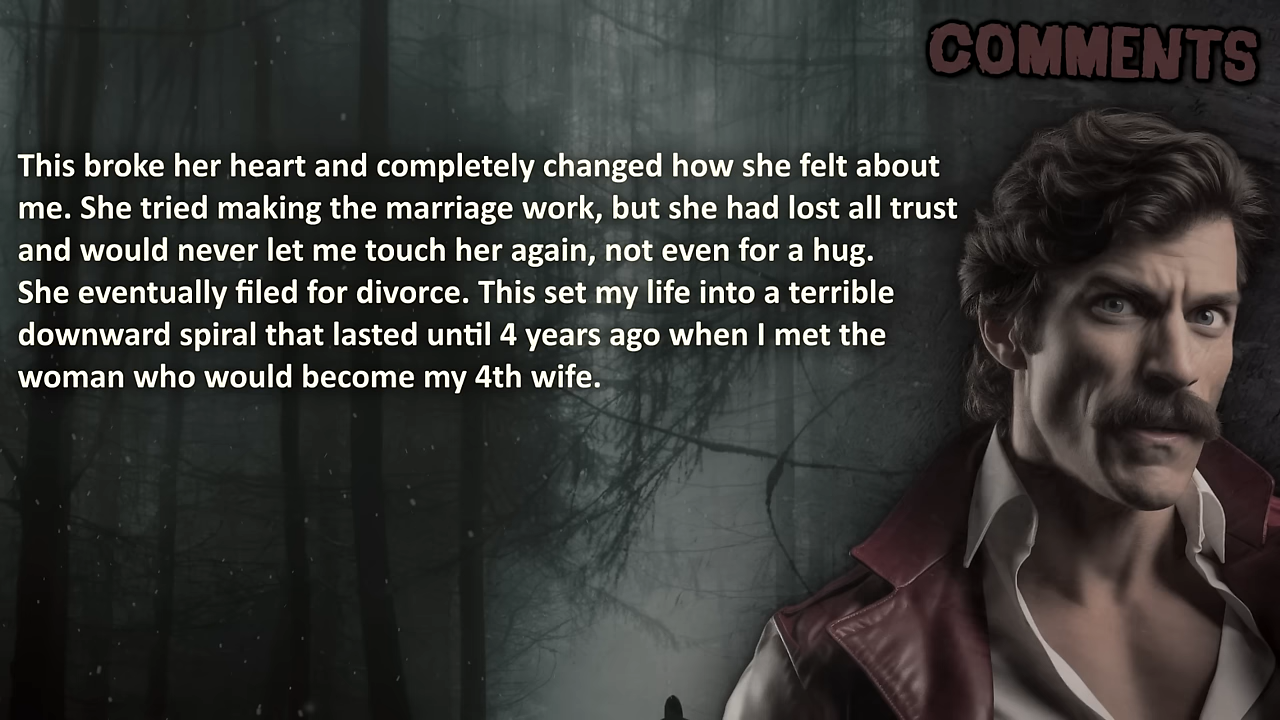 COMMENTS
This broke her heart and completely changed how she felt about
me. She tried making the marriage work, but she had lost all trust
and would never let me touch her again, not even for a hug.
She eventually filed for divorce. This set my life into a terrible
downward spiral that lasted until 4 years ago when I met the
woman who would become my 4th wife.